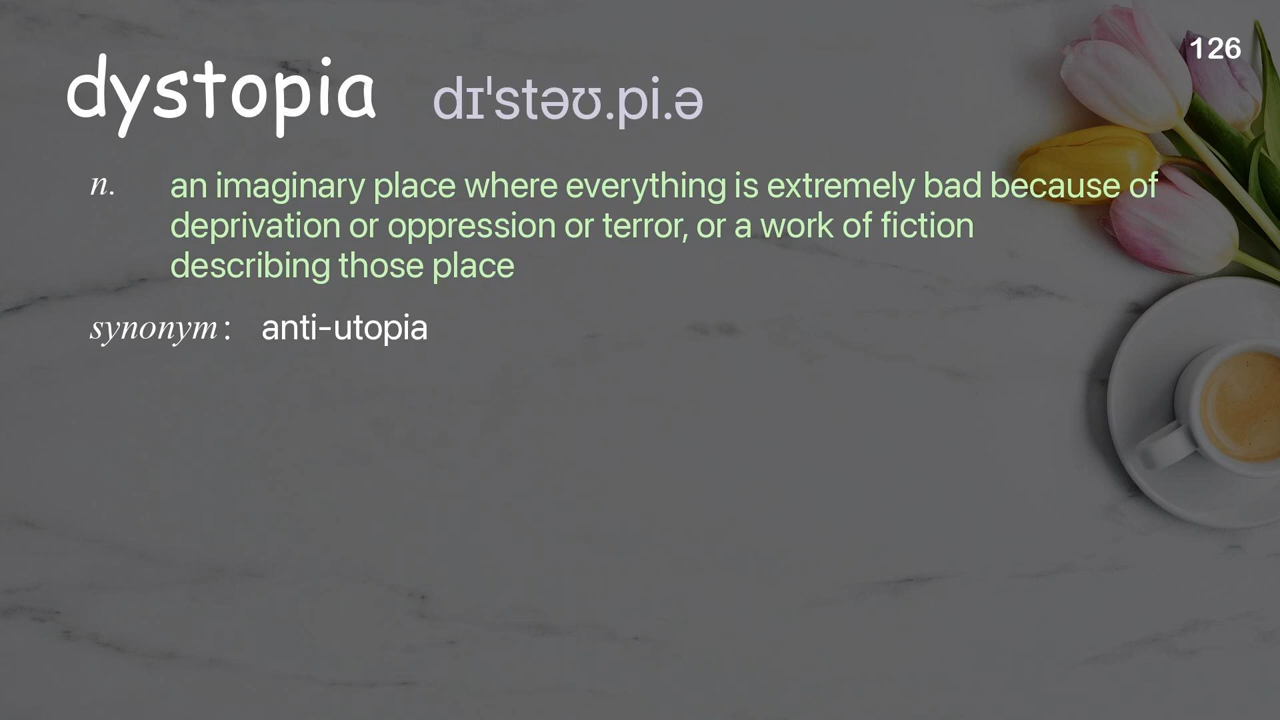 126
dystopia dɪˈstəʊ.pi.ə
n. an imaginary place where everything is extremely bad because of
deprivation or oppression or terror, or a work of fiction
describing those place
synonym: anti-utopia